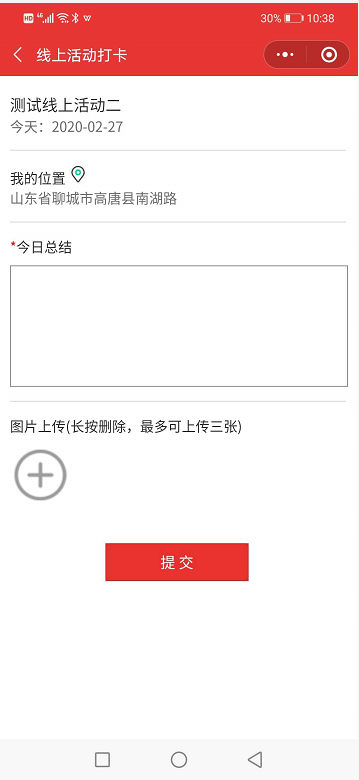 HD 4G 30% 10:38
线上活动打卡
测试线上活动二
今天：2020-02-27
我的位置
山东省聊城市高唐县南湖路
*今日总结
图片上传(长按删除，最多可上传三张)
提 交